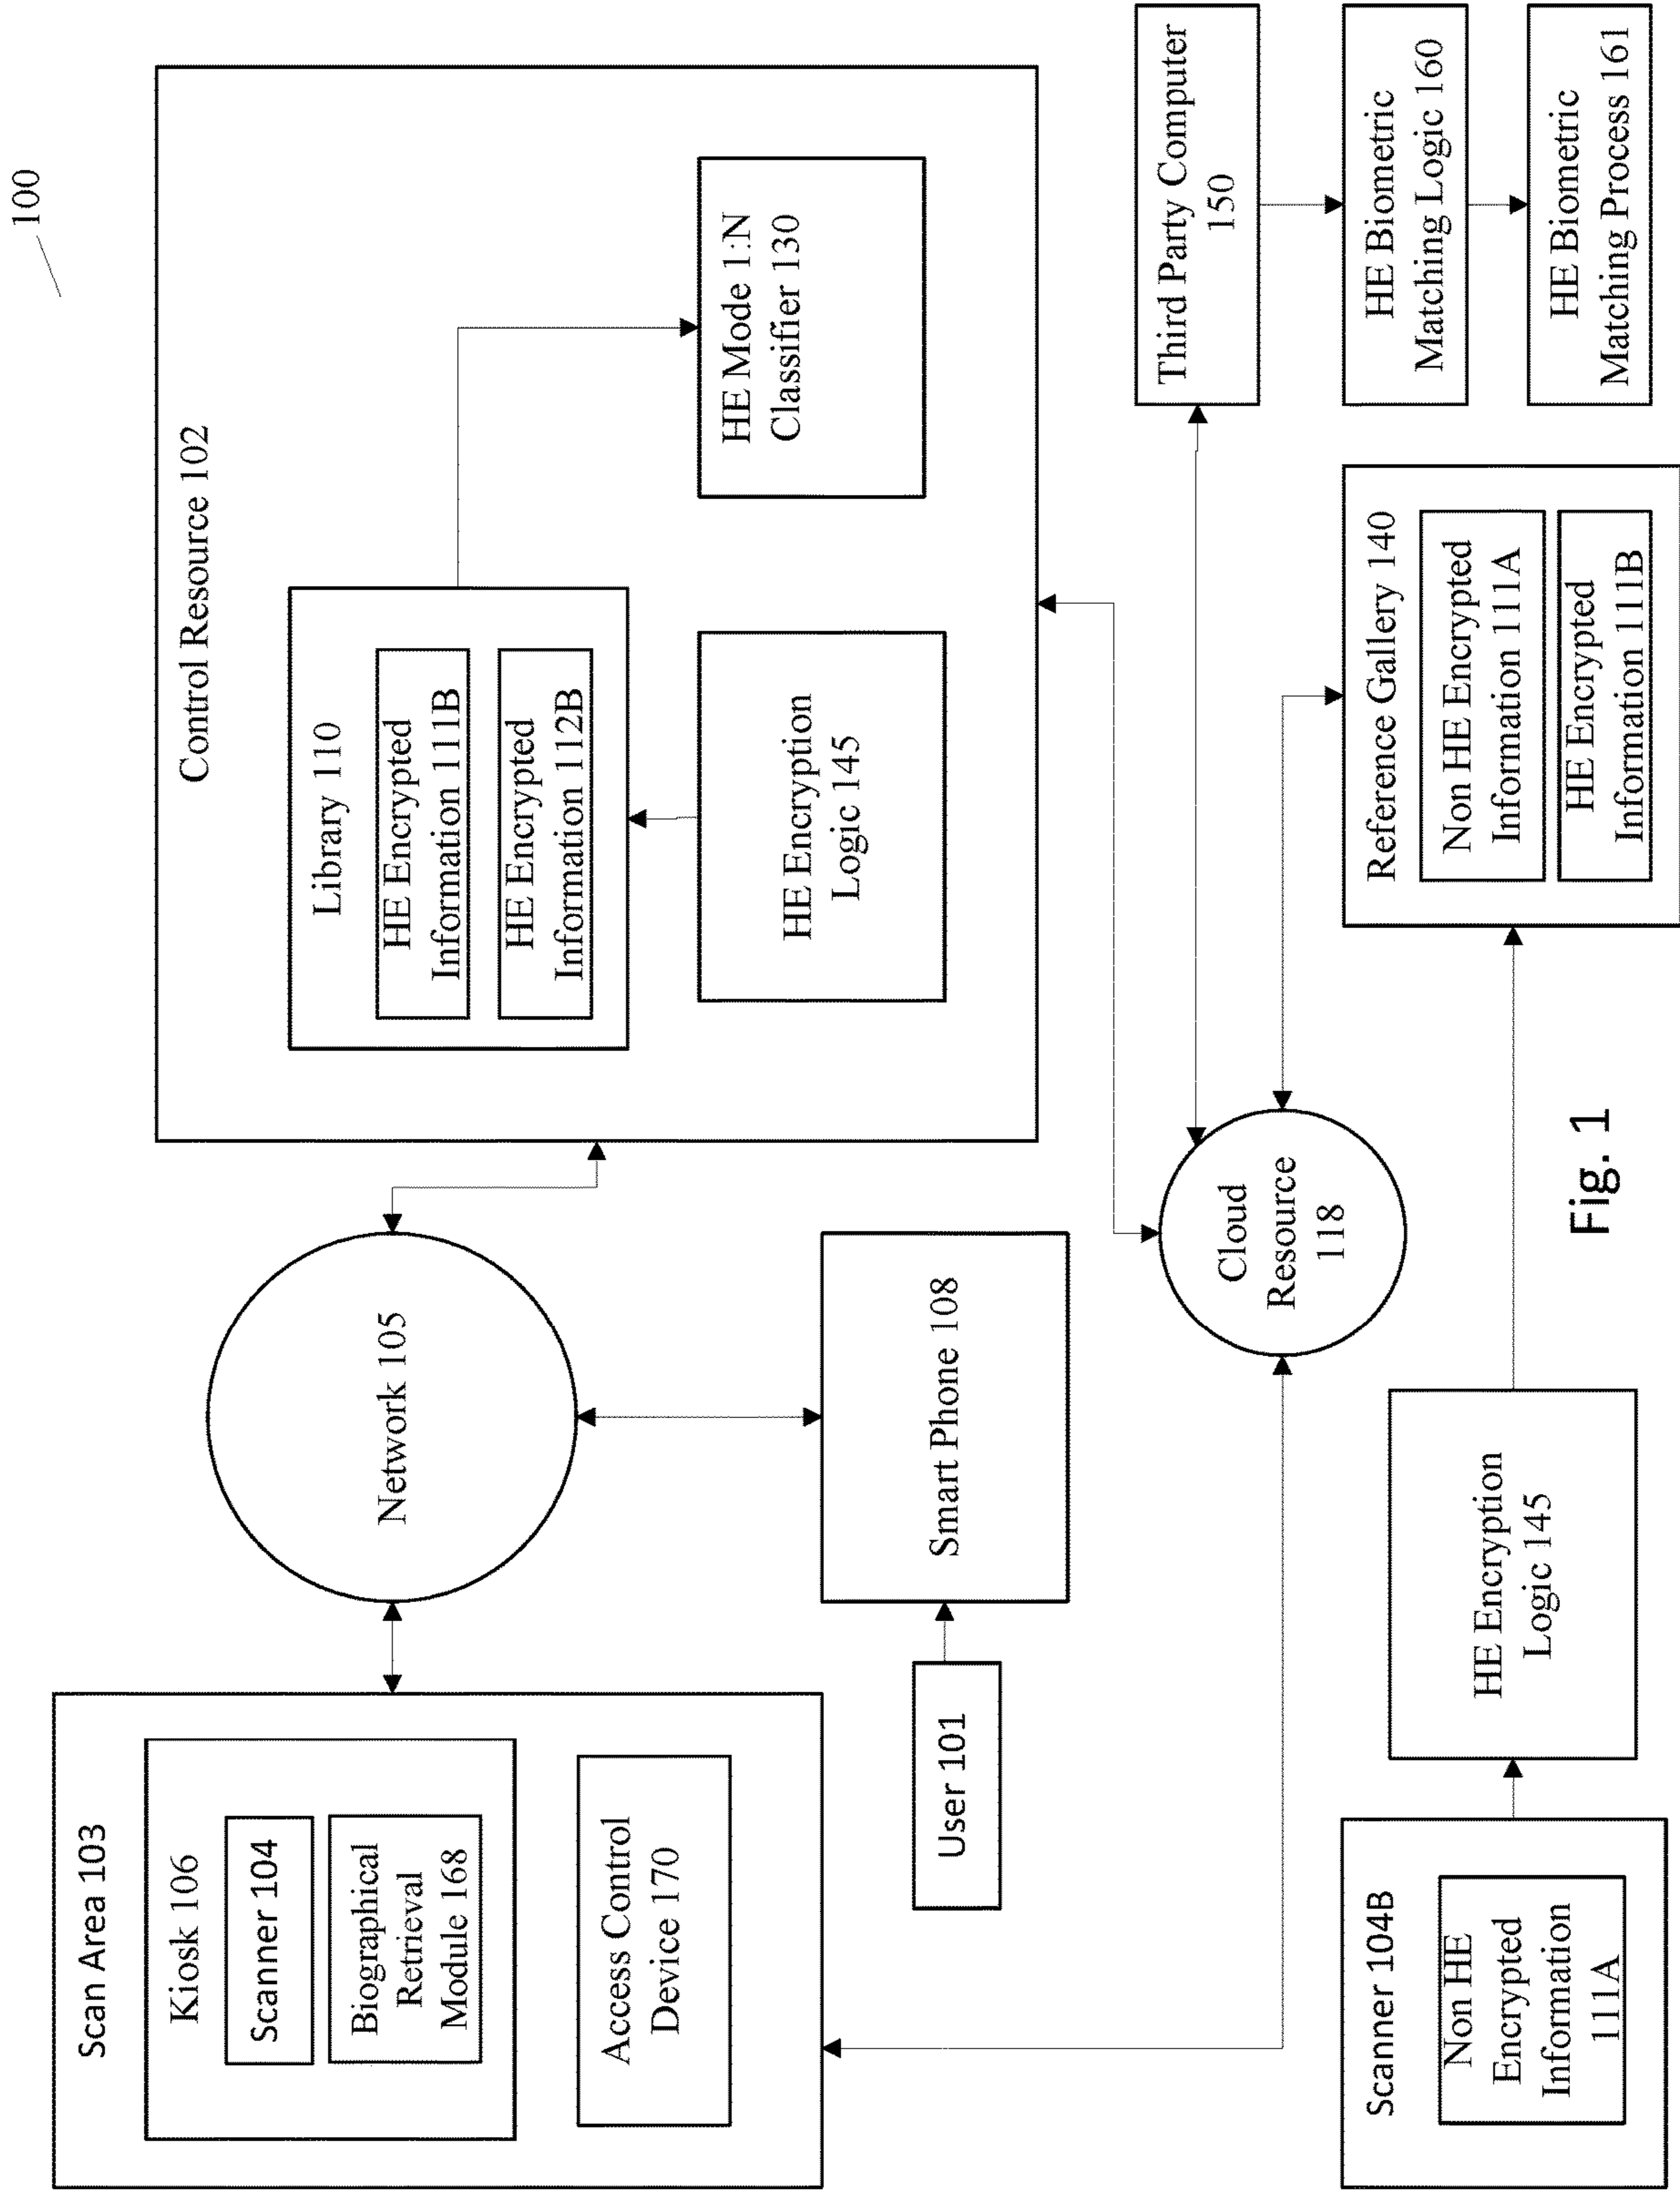 100
Scan Area 103
Kiosk 106
Scanner 104
Biographical
Retrieval
Module 168
Access Control
Device 170
Network 105
User 101
Smart Phone 108
Control Resource 102
Library 110
HE Encrypted
Information 111B
HE Encrypted
Information 112B
HE Encryption
Logic 145
HE Mode 1:N
Classifier 130
Cloud
Resource
118
Third Party Computer
150
HE Biometric
Matching Logic 160
HE Biometric
Matching Process 161
Scanner 104B
Non HE
Encrypted
Information
111A
HE Encryption
Logic 145
Reference Gallery 140
Non HE Encrypted
Information 111A
HE Encrypted
Information 111B
Fig. 1